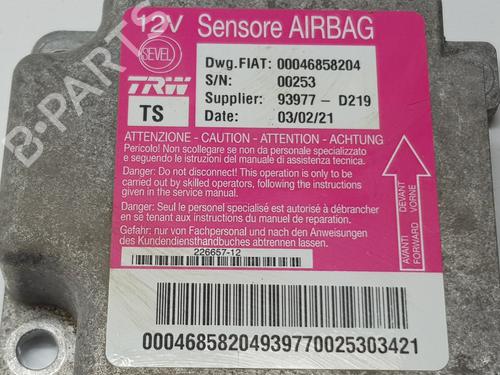 12V Sensore AIRBAG
SEVEL
Dwg.FIAT: 00046858204
TRW
S/N: 00253
TS
Supplier: 93977 - D219
Date: 03/02/21
ATTENZIONE - CAUTION - ATTENTION - ACHTUNG
Pericolo! Non scollegare se non da personale specializzato
e seguendo le istruzioni del manuale di assistenza tecnica.
Danger: Do not disconnect! This operation is only to be
carried out by skilled operators, following the instructions
given in the service manual.
Danger: Seul le personel specialisé est autorisé à débrancher
en se tenant aux instructions du manuel de reparation.
Gefahr: nur von Fachpersonal und nach den Anweisungen
des Kundendiensthandbuches abtrennen lassen.
AVANTI DEVANT
FORWARD VORNE
226657-12
00046858204939770025303421
B-PARTS